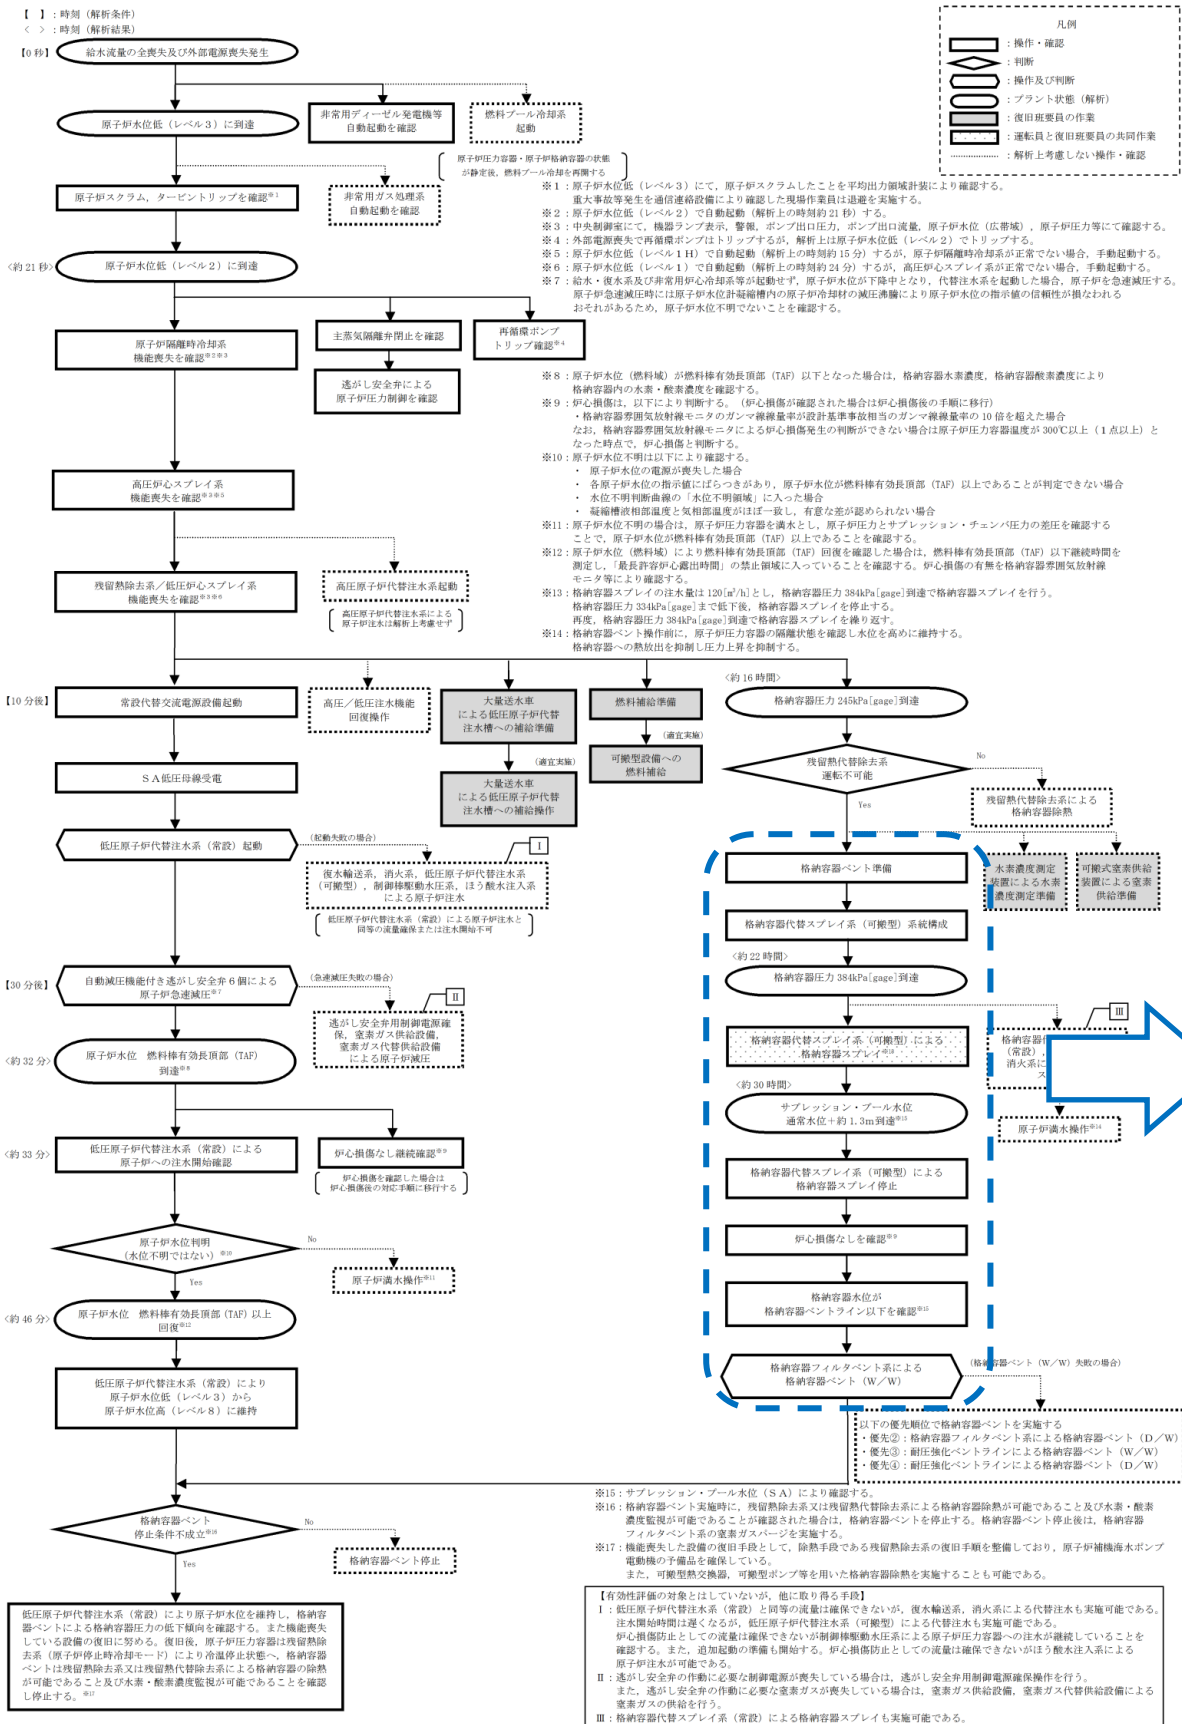 【　】：時刻（解析条件）
＜　＞：時刻（解析結果）
凡例
：操作・確認
：判断
：操作及び判断
：プラント状態（解析）
：復旧班要員の作業
：運転員と復旧班要員の共同作業
：解析上考慮しない操作・確認
【0秒】
給水流量の全喪失及び外部電源喪失発生
原子炉水位低（レベル3）に到達
非常用ディーゼル発電機等
自動起動を確認
燃料プール冷却系
起動
原子炉圧力容器・原子炉格納容器の状態
が静定後，燃料プール冷却を再開する
原子炉スクラム，タービントリップを確認※1
非常用ガス処理系
自動起動を確認
※1：原子炉水位低（レベル3）にて，原子炉スクラムしたことを平均出力領域計装により確認する。
重大事故等発生を通信連絡設備により確認した現場作業員は退避を実施する。
※2：原子炉水位低（レベル2）で自動起動（解析上の時刻約21秒）する。
※3：中央制御室にて，機器ランプ表示，警報，ポンプ出口圧力，ポンプ出口流量，原子炉水位（広帯域），原子炉圧力等にて確認する。
※4：外部電源喪失で再循環ポンプはトリップするが，解析上は原子炉水位低（レベル2）でトリップする。
※5：原子炉水位低（レベル1H）で自動起動（解析上の時刻約15分）するが，原子炉隔離時冷却系が正常でない場合，手動起動する。
※6：原子炉水位低（レベル1）で自動起動（解析上の時刻約24分）するが，高圧炉心スプレイ系が正常でない場合，手動起動する。
※7：給水・復水系及び非常用炉心冷却系等が起動せず，原子炉水位が下降中となり，代替注水系を起動した場合，原子炉を急速減圧する。
原子炉急速減圧時には原子炉水位計凝縮槽内の原子炉冷却材の減圧沸騰により原子炉水位の指示値の信頼性が損なわれる
おそれがあるため，原子炉水位不明でないことを確認する。
＜約21秒＞
原子炉水位低（レベル2）に到達
原子炉隔離時冷却系
機能喪失を確認※2※3
主蒸気隔離弁閉止を確認
再循環ポンプ
トリップ確認※4
逃がし安全弁による
原子炉圧力制御を確認
※8：原子炉水位（燃料域）が燃料棒有効長頂部（TAF）以下となった場合は，格納容器水素濃度，格納容器酸素濃度により
格納容器内の水素・酸素濃度を確認する。
※9：炉心損傷は，以下により判断する。（炉心損傷が確認された場合は炉心損傷後の手順に移行）
・格納容器雰囲気放射線モニタのガンマ線線量率が設計基準事故相当のガンマ線線量率の10倍を超えた場合
なお，格納容器雰囲気放射線モニタによる炉心損傷発生の判断ができない場合は原子炉圧力容器温度が300℃以上（1点以上）と
なった時点で，炉心損傷と判断する。
※10：原子炉水位不明は以下により確認する。
・ 原子炉水位の電源が喪失した場合
・ 各原子炉水位の指示値にばらつきがあり，原子炉水位が燃料棒有効長頂部（TAF）以上であることが判定できない場合
・ 水位不明判断曲線の「水位不明領域」に入った場合
・ 凝縮槽液相部温度と気相部温度がほぼ一致し，有意な差が認められない場合
※11：原子炉水位不明の場合は，原子炉圧力容器を満水とし，原子炉圧力とサプレッション・チェンバ圧力の差圧を確認する
ことで，原子炉水位が燃料棒有効長頂部（TAF）以上であることを確認する。
※12：原子炉水位（燃料域）により燃料棒有効長頂部（TAF）回復を確認した場合は，燃料棒有効長頂部（TAF）以下継続時間を
測定し，「最長許容炉心露出時間」の禁止領域に入っていることを確認する。炉心損傷の有無を格納容器雰囲気放射線
モニタ等により確認する。
※13：格納容器スプレイの注水量は120[m³/h]とし，格納容器圧力384kPa[gage]到達で格納容器スプレイを行う。
格納容器圧力334kPa[gage]まで低下後，格納容器スプレイを停止する。
再度，格納容器圧力384kPa[gage]到達で格納容器スプレイを繰り返す。
※14：格納容器ベント操作前に，原子炉圧力容器の隔離状態を確認し水位を高めに維持する。
格納容器への熱放出を抑制し圧力上昇を抑制する。
高圧炉心スプレイ系
機能喪失を確認※3※5
残留熱除去系／低圧炉心スプレイ系
機能喪失を確認※3※6
高圧原子炉代替注水系起動
高圧原子炉代替注水系による
原子炉注水は解析上考慮せず
【10分後】
常設代替交流電源設備起動
高圧／低圧注水機能
回復操作
大量送水車
による低圧原子炉代替
注水槽への補給準備
燃料補給準備
（適宜実施）
（適宜実施）
大量送水車
による低圧原子炉代替
注水槽への補給操作
可搬型設備への
燃料補給
＜約16時間＞
格納容器圧力245kPa[gage]到達
残留熱代替除去系
運転不可能
No
Yes
残留熱代替除去系による
格納容器除熱
SA低圧母線受電
低圧原子炉代替注水系（常設）起動
（起動失敗の場合）
Ⅰ
復水輸送系，消火系，低圧原子炉代替注水系
（可搬型），制御棒駆動水圧系，ほう酸水注入系
による原子炉注水
低圧原子炉代替注水系（常設）による原子炉注水と
同等の流量確保または注水開始不可
格納容器ベント準備
水素濃度測定
装置による水素
濃度測定準備
可搬式窒素供給
装置による窒素
供給準備
格納容器代替スプレイ系（可搬型）系統構成
＜約22時間＞
格納容器圧力384kPa[gage]到達
【30分後】
自動減圧機能付き逃がし安全弁6個による
原子炉急速減圧※7
（急速減圧失敗の場合）
Ⅱ
逃がし安全弁用制御電源確
保，窒素ガス供給設備，
窒素ガス代替供給設備
による原子炉減圧
格納容器代替スプレイ系（可搬型）による
格納容器スプレイ※13
Ⅲ
格納容器
（常設），
消火系に
ス
＜約32分＞
原子炉水位　燃料棒有効長頂部（TAF）
到達※8
＜約30時間＞
サプレッション・プール水位
通常水位＋約1.3m到達※15
原子炉満水操作※14
＜約33分＞
低圧原子炉代替注水系（常設）による
原子炉への注水開始確認
炉心損傷なし継続確認※9
炉心損傷を確認した場合は
炉心損傷後の対応手順に移行する
格納容器代替スプレイ系（可搬型）による
格納容器スプレイ停止
炉心損傷なしを確認※9
原子炉水位判明
（水位不明ではない）※10
No
Yes
原子炉満水操作※11
格納容器水位が
格納容器ベントライン以下を確認※15
＜約46分＞
原子炉水位　燃料棒有効長頂部（TAF）以上
回復※12
格納容器フィルタベント系による
格納容器ベント（W／W）
（格納容器ベント（W／W）失敗の場合）
低圧原子炉代替注水系（常設）により
原子炉水位低（レベル3）から
原子炉水位高（レベル8）に維持
以下の優先順位で格納容器ベントを実施する
・優先②：格納容器フィルタベント系による格納容器ベント（D／W）
・優先③：耐圧強化ベントラインによる格納容器ベント（W／W）
・優先④：耐圧強化ベントラインによる格納容器ベント（D／W）
※15：サプレッション・プール水位（SA）により確認する。
※16：格納容器ベント実施時に，残留熱除去系又は残留熱代替除去系による格納容器除熱が可能であること及び水素・酸素
濃度監視が可能であることが確認された場合は，格納容器ベントを停止する。格納容器ベント停止後は，格納容器
フィルタベント系の窒素ガスパージを実施する。
※17：機能喪失した設備の復旧手段として，除熱手段である残留熱除去系の復旧手順を整備しており，原子炉補機海水ポンプ
電動機の予備品を確保している。
また，可搬型熱交換器，可搬型ポンプ等を用いた格納容器除熱を実施することも可能である。
格納容器ベント
停止条件不成立※16
No
Yes
格納容器ベント停止
低圧原子炉代替注水系（常設）により原子炉水位を維持し，格納容
器ベントによる格納容器圧力の低下傾向を確認する。また機能喪失
している設備の復旧に努める。復旧後，原子炉圧力容器は残留熱除
去系（原子炉停止時冷却モード）により冷温停止状態へ，格納容器
ベントは残留熱除去系又は残留熱代替除去系による格納容器の除熱
が可能であること及び水素・酸素濃度監視が可能であることを確認
し停止する。※17
【有効性評価の対象とはしていないが，他に取り得る手段】
Ⅰ：低圧原子炉代替注水系（常設）と同等の流量は確保できないが，復水輸送系，消火系による代替注水も実施可能である。
注水開始時間は遅くなるが，低圧原子炉代替注水系（可搬型）による代替注水も実施可能である。
炉心損傷防止としての流量は確保できないが制御棒駆動水圧系による原子炉圧力容器への注水が継続していることを
確認する。また，追加起動の準備も開始する。炉心損傷防止としての流量は確保できないがほう酸水注入系による
原子炉注水が可能である。
Ⅱ：逃がし安全弁の作動に必要な制御電源が喪失している場合は，逃がし安全弁用制御電源確保操作を行う。
また，逃がし安全弁の作動に必要な窒素ガスが喪失している場合は，窒素ガス供給設備，窒素ガス代替供給設備による
窒素ガスの供給を行う。
Ⅲ：格納容器代替スプレイ系（常設）による格納容器スプレイも実施可能である。